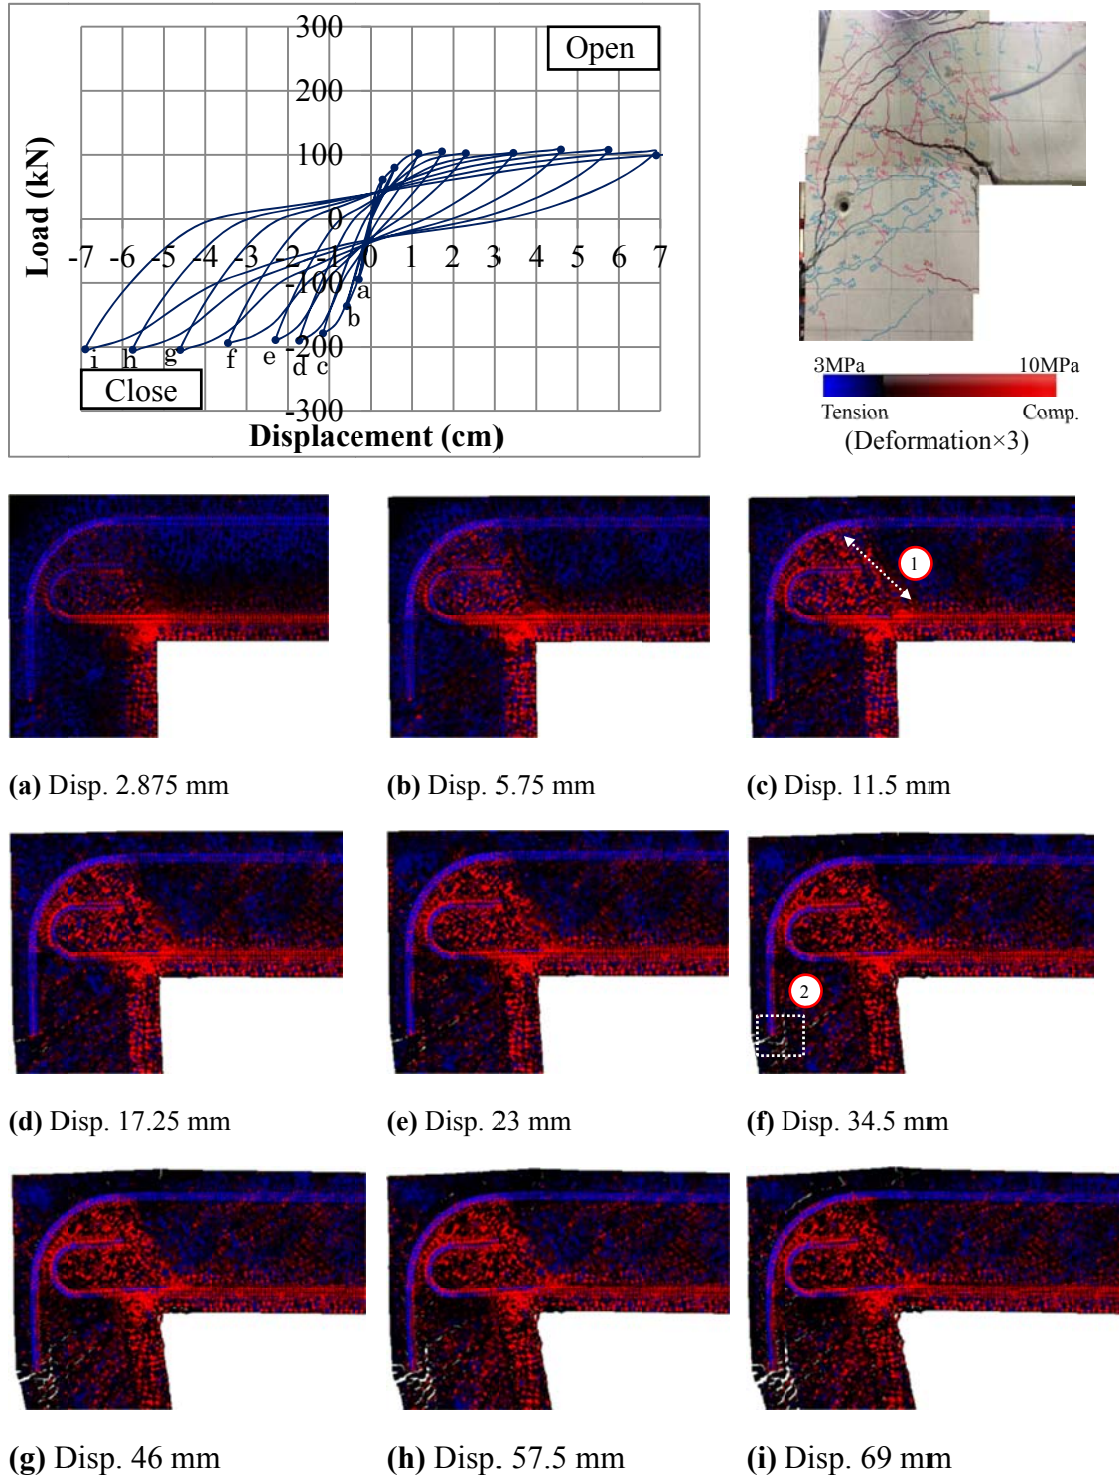 300
Open
200
100
Load (kN)
0
-7 -6 -5 -4 -3 -2 -1 0 1 2 3 4 5 6 7
-100
a
b
-200
i h g f e d c
Close
-300
Displacement (cm)
3MPa 10MPa
Tension Comp.
(Deformation×3)
1
(a) Disp. 2.875 mm
(b) Disp. 5.75 mm
(c) Disp. 11.5 mm
2
(d) Disp. 17.25 mm
(e) Disp. 23 mm
(f) Disp. 34.5 mm
(g) Disp. 46 mm
(h) Disp. 57.5 mm
(i) Disp. 69 mm